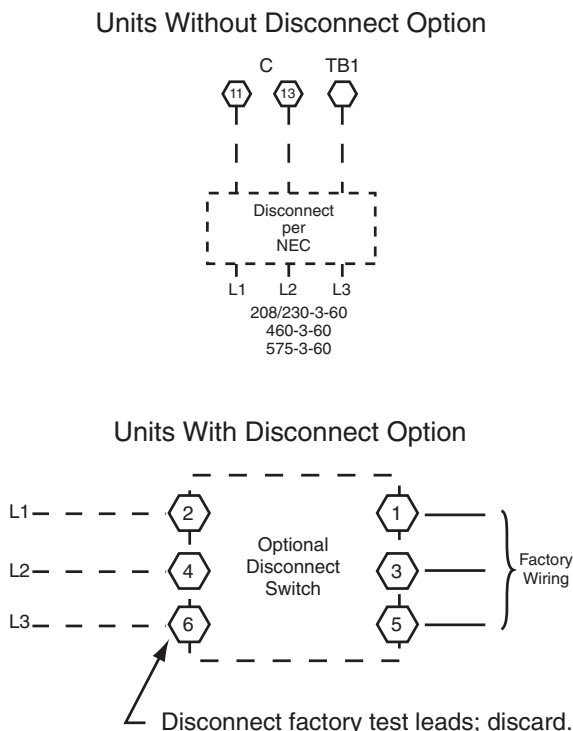 Units Without Disconnect Option
C TB1
11 13
Disconnect
per
NEC
L1 L2 L3
208/230-3-60
460-3-60
575-3-60
Units With Disconnect Option
L1 2 1
L2 4 3
L3 6 5
Optional
Disconnect
Switch
Factory
Wiring
Disconnect factory test leads; discard.